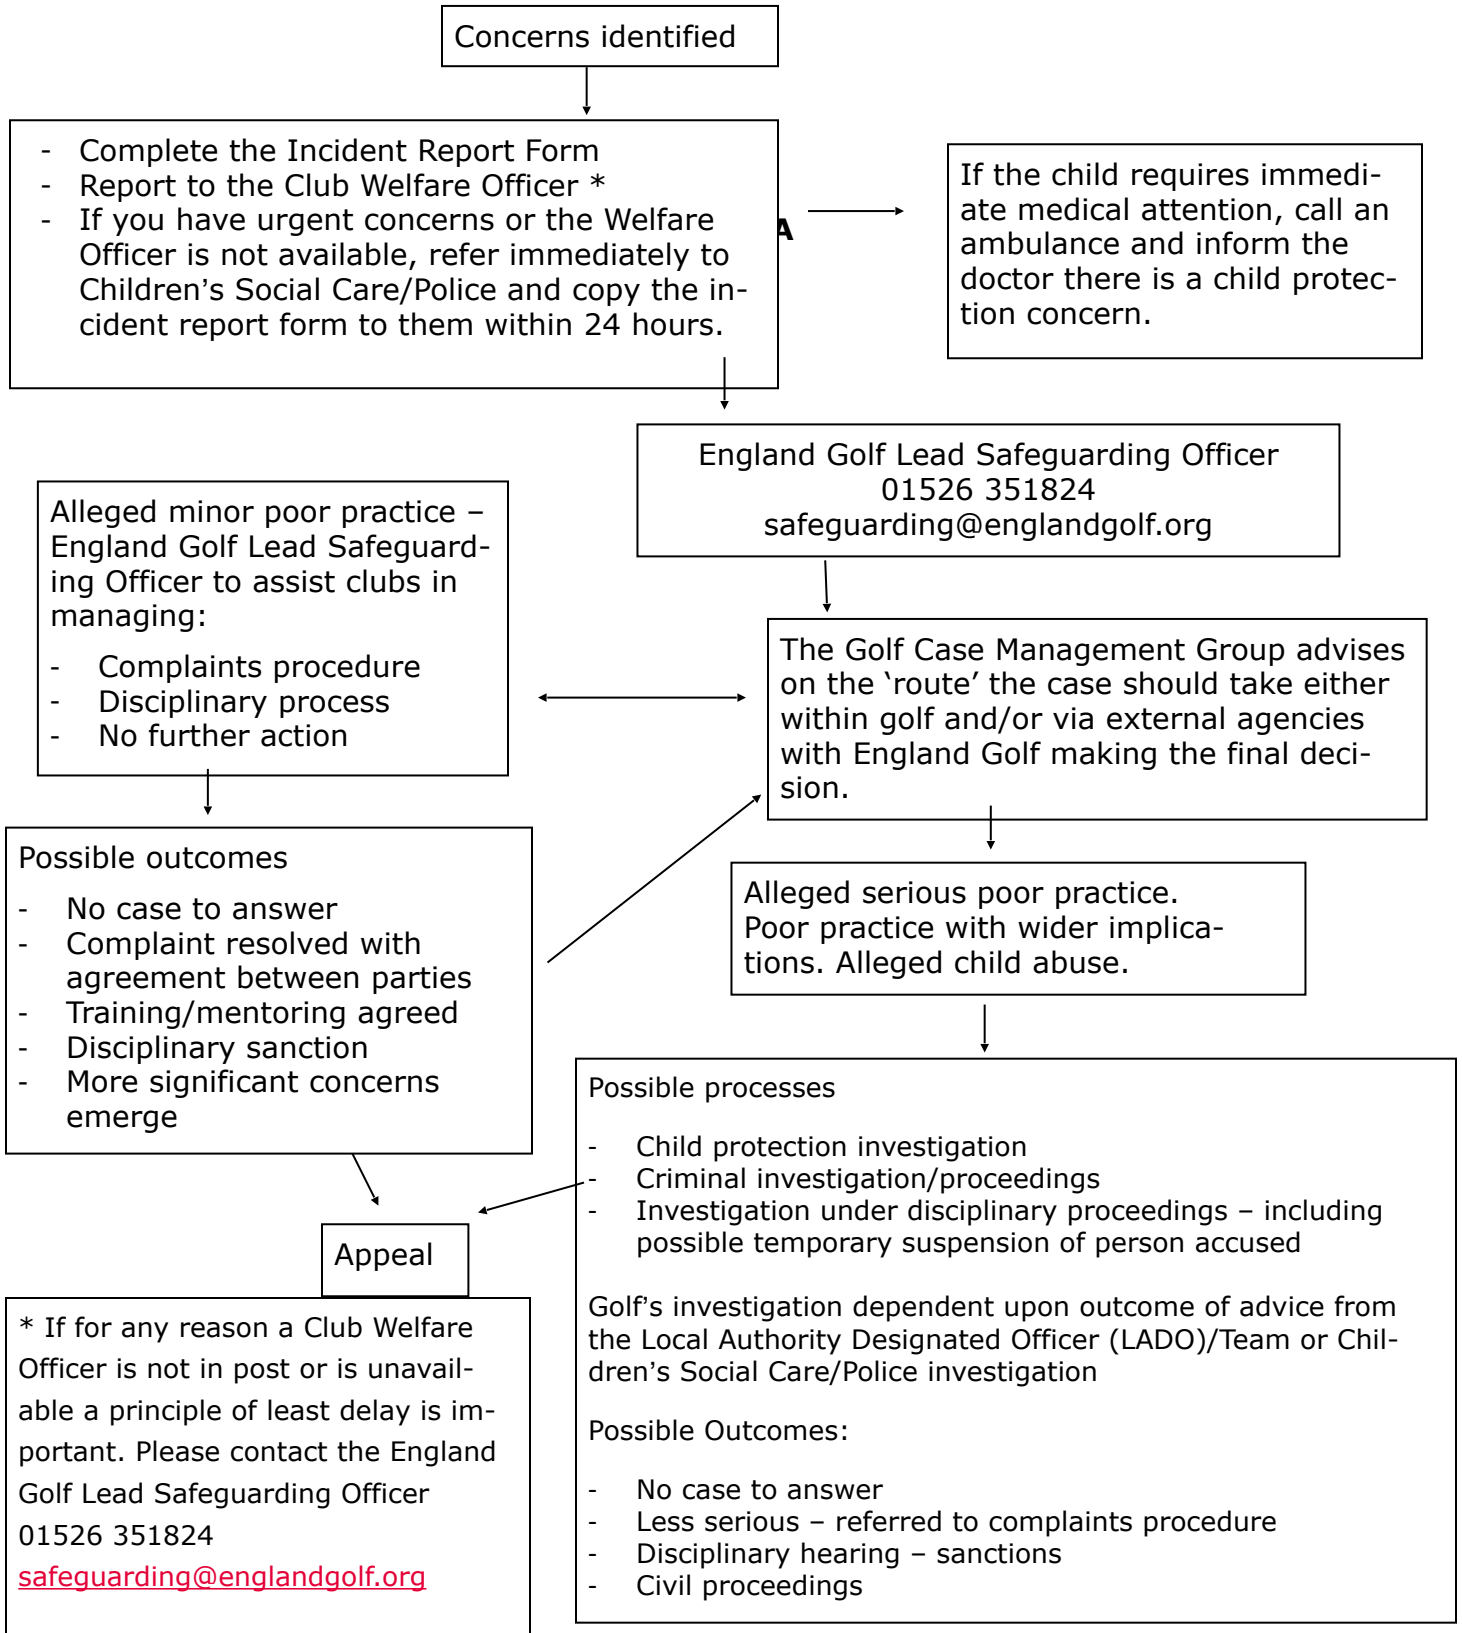 Concerns identified
- Complete the Incident Report Form
- Report to the Club Welfare Officer *
- If you have urgent concerns or the Welfare
Officer is not available, refer immediately to
Children’s Social Care/Police and copy the in-
cident report form to them within 24 hours.
A
If the child requires immedi-
ate medical attention, call an
ambulance and inform the
doctor there is a child protec-
tion concern.
England Golf Lead Safeguarding Officer
01526 351824
safeguarding@englandgolf.org
Alleged minor poor practice –
England Golf Lead Safeguard-
ing Officer to assist clubs in
managing:
- Complaints procedure
- Disciplinary process
- No further action
The Golf Case Management Group advises
on the ‘route’ the case should take either
within golf and/or via external agencies
with England Golf making the final deci-
sion.
Possible outcomes
- No case to answer
- Complaint resolved with
agreement between parties
- Training/mentoring agreed
- Disciplinary sanction
- More significant concerns
emerge
Alleged serious poor practice.
Poor practice with wider implica-
tions. Alleged child abuse.
Possible processes
- Child protection investigation
- Criminal investigation/proceedings
- Investigation under disciplinary proceedings – including
possible temporary suspension of person accused
Golf’s investigation dependent upon outcome of advice from
the Local Authority Designated Officer (LADO)/Team or Chil-
dren’s Social Care/Police investigation
Possible Outcomes:
- No case to answer
- Less serious – referred to complaints procedure
- Disciplinary hearing – sanctions
- Civil proceedings
Appeal
* If for any reason a Club Welfare
Officer is not in post or is unavail-
able a principle of least delay is im-
portant. Please contact the England
Golf Lead Safeguarding Officer
01526 351824
safeguarding@englandgolf.org